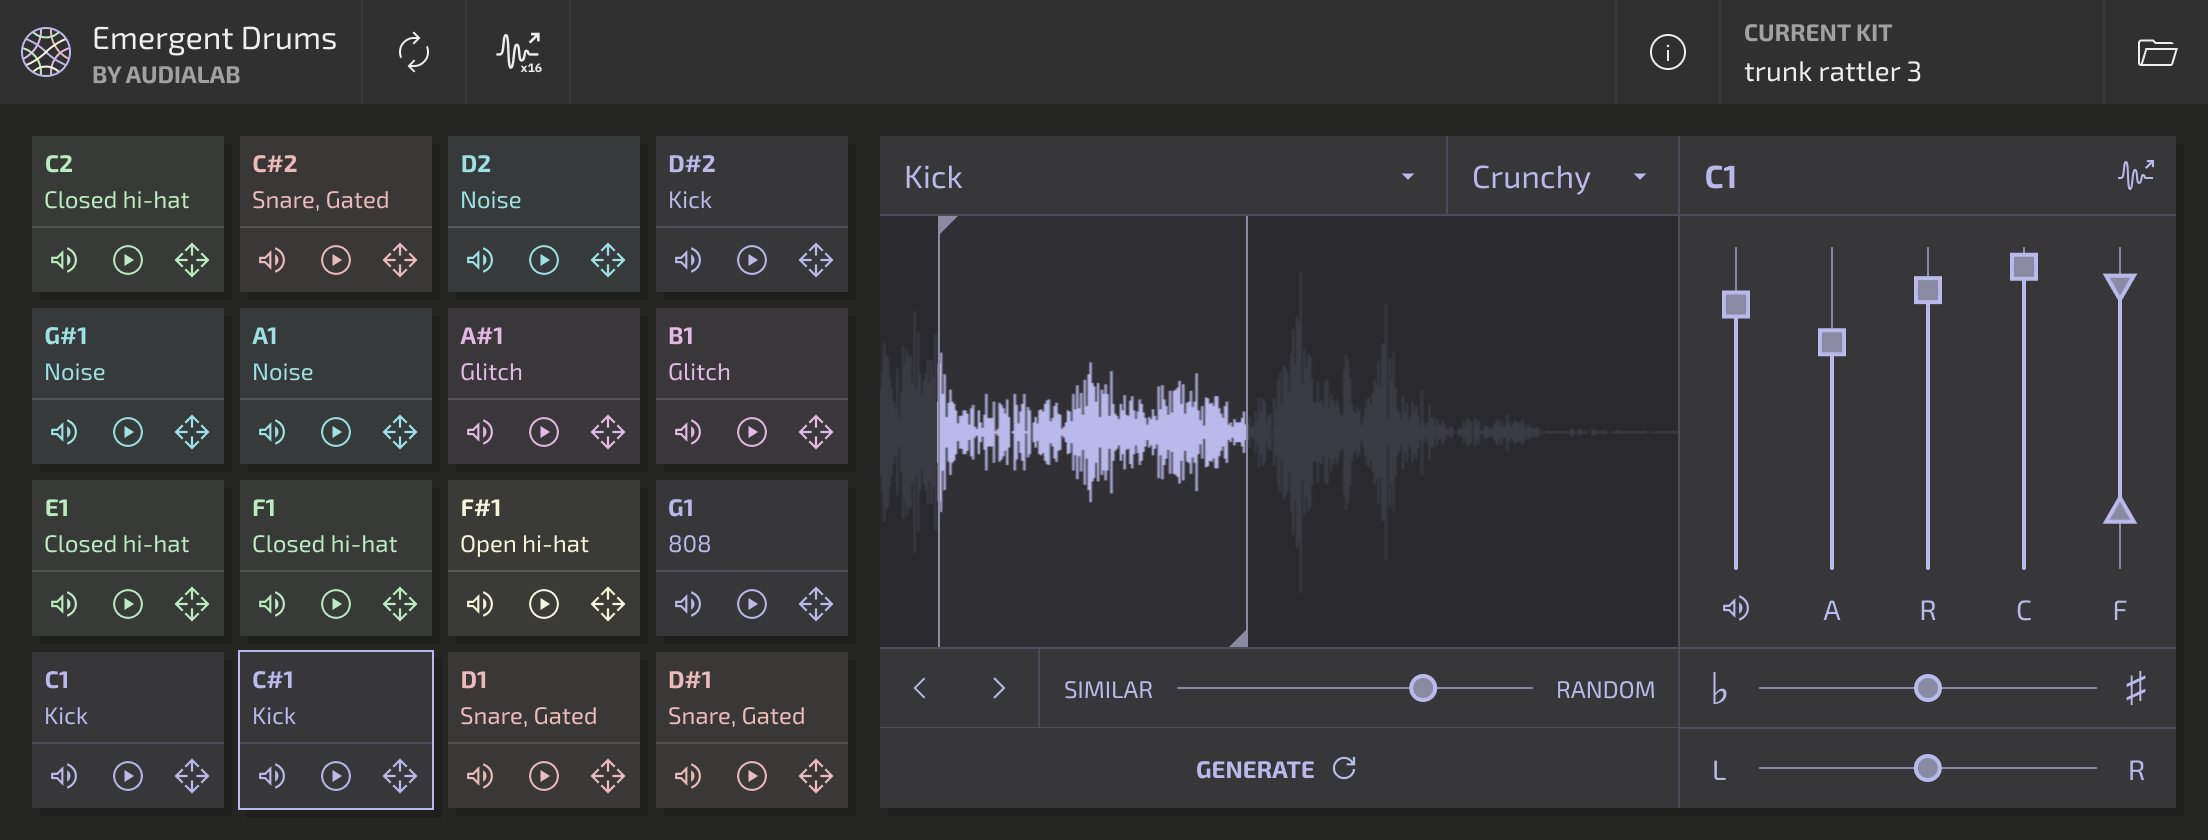 Emergent Drums
BY AUDIALAB
x16
CURRENT KIT
trunk rattler 3
C2
Closed hi-hat
C#2
Snare, Gated
D2
Noise
D#2
Kick
G#1
Noise
A1
Noise
A#1
Glitch
B1
Glitch
E1
Closed hi-hat
F1
Closed hi-hat
F#1
Open hi-hat
G1
808
C1
Kick
C#1
Kick
D1
Snare, Gated
D#1
Snare, Gated
Kick
Crunchy
C1
A R C F
SIMILAR RANDOM
♭ ♯
GENERATE
L R